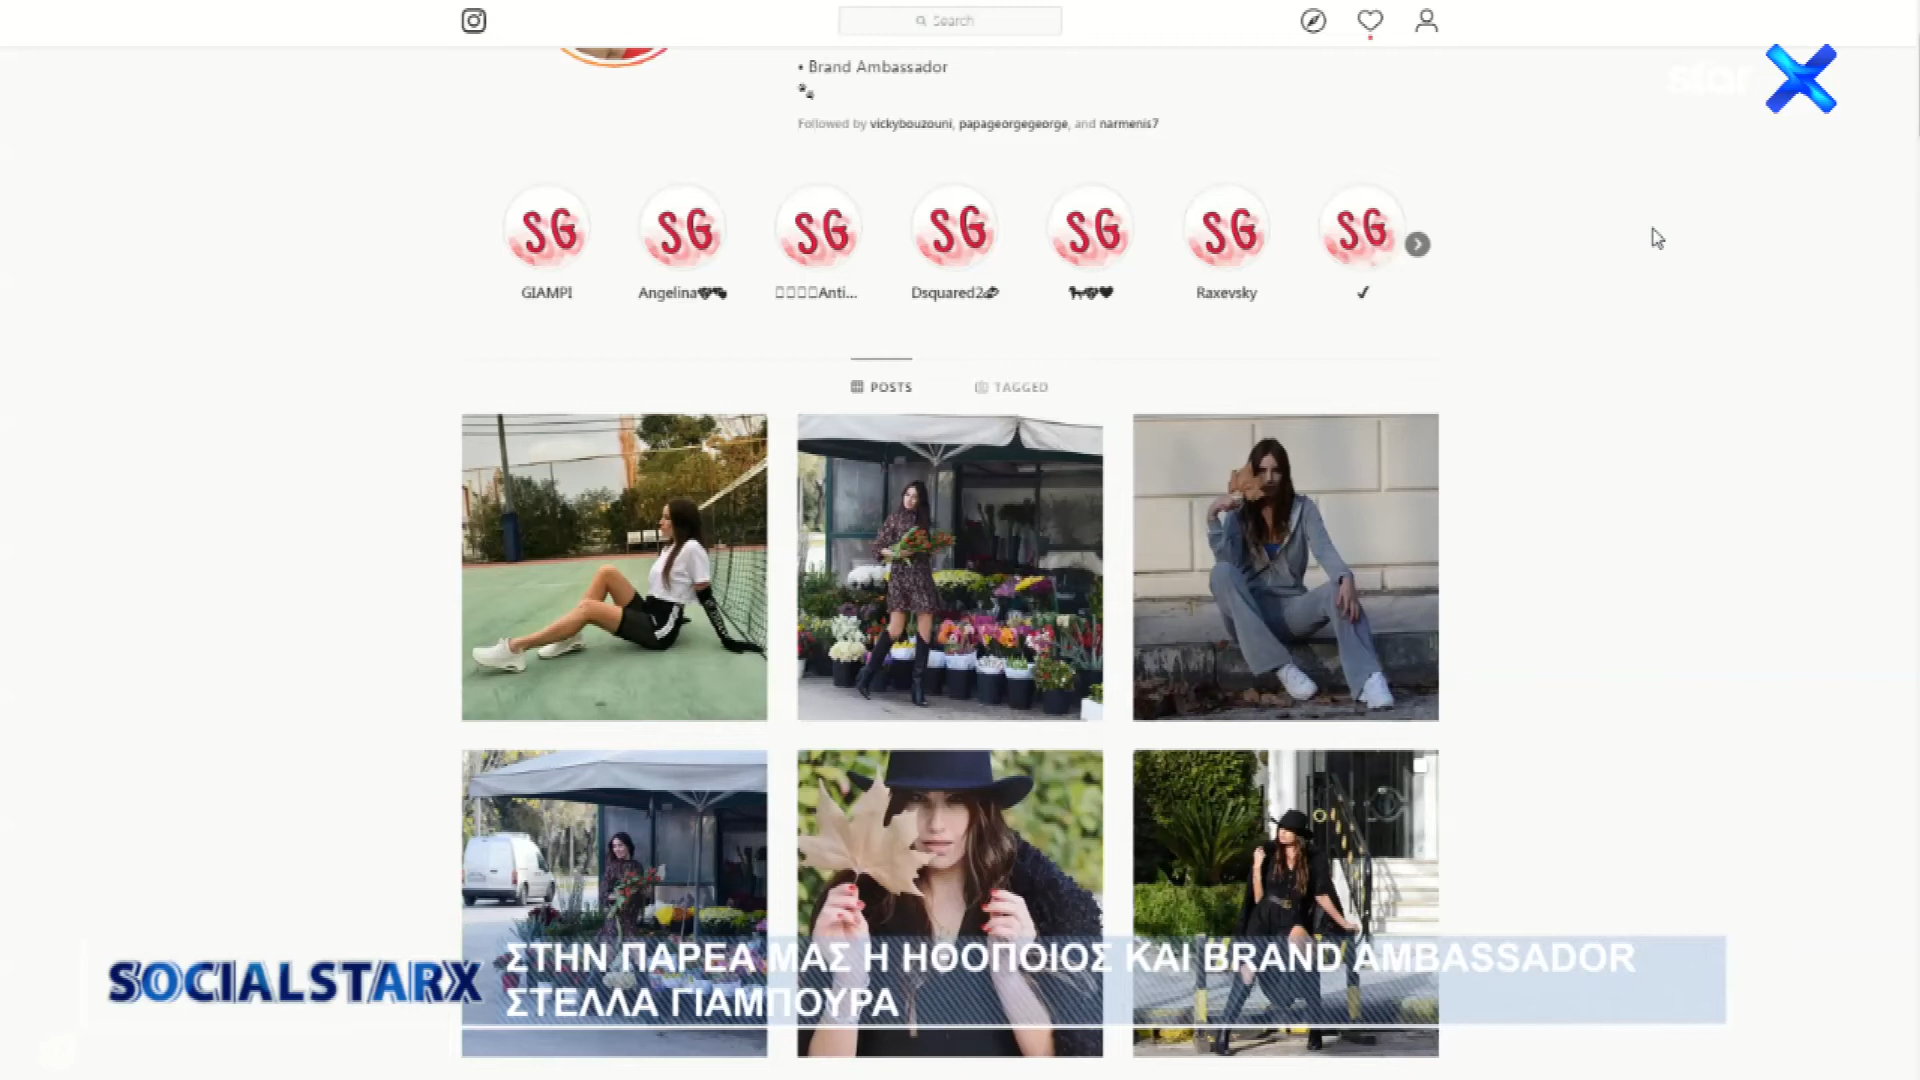 Search
• Brand Ambassador
Followed by vickybouzouni, papageorgegeorge, and narmenis7
star
SG SG SG SG SG SG SG
GIAMPI Angelina Anti... Dsquared2 Raxevsky
POSTS TAGGED
SOCIALSTARX
ΣΤΗΝ ΠΑΡΕΑ ΜΑΣ Η ΗΘΟΠΟΙΟΣ ΚΑΙ BRAND AMBASSADOR
ΣΤΕΛΛΑ ΓΙΑΜΠΟΥΡΑ